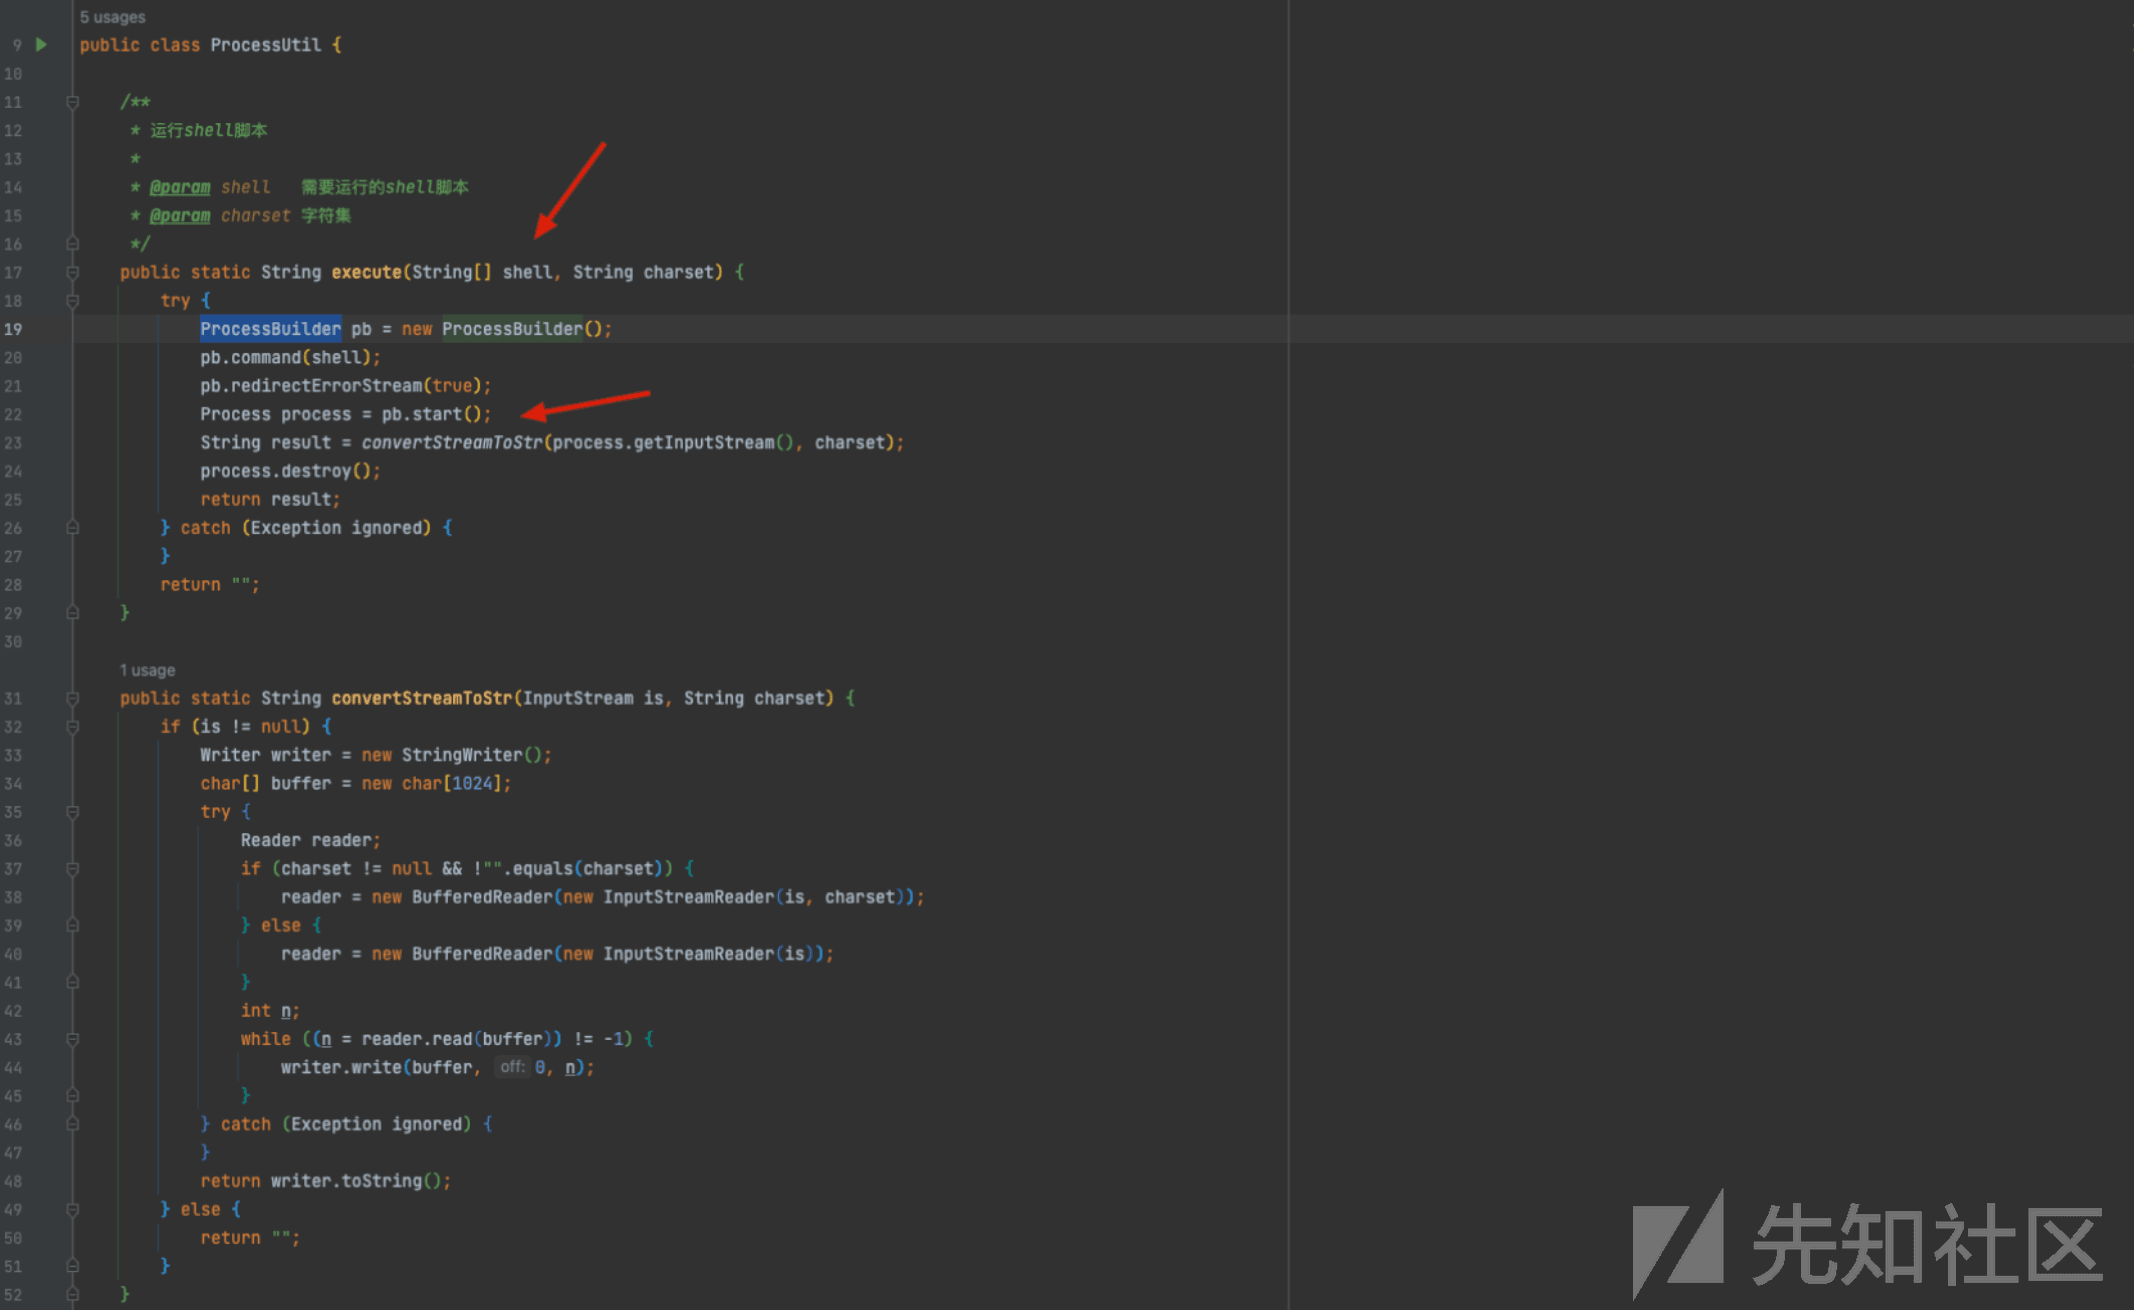 5 usages
9 public class ProcessUtil {
10
11 /**
12 * 运行shell脚本
13 *
14 * @param shell 需要运行的shell脚本
15 * @param charset 字符集
16 */
17 public static String execute(String[] shell, String charset) {
18 try {
19 ProcessBuilder pb = new ProcessBuilder();
20 pb.command(shell);
21 pb.redirectErrorStream(true);
22 Process process = pb.start();
23 String result = convertStreamToStr(process.getInputStream(), charset);
24 process.destroy();
25 return result;
26 } catch (Exception ignored) {
27 }
28 return "";
29 }
30
1 usage
31 public static String convertStreamToStr(InputStream is, String charset) {
32 if (is != null) {
33 Writer writer = new StringWriter();
34 char[] buffer = new char[1024];
35 try {
36 Reader reader;
37 if (charset != null && !"".equals(charset)) {
38 reader = new BufferedReader(new InputStreamReader(is, charset));
39 } else {
40 reader = new BufferedReader(new InputStreamReader(is));
41 }
42 int n;
43 while ((n = reader.read(buffer)) != -1) {
44 writer.write(buffer, off: 0, n);
45 }
46 } catch (Exception ignored) {
47 }
48 return writer.toString();
49 } else {
50 return "";
51 }
52 }
先知社区